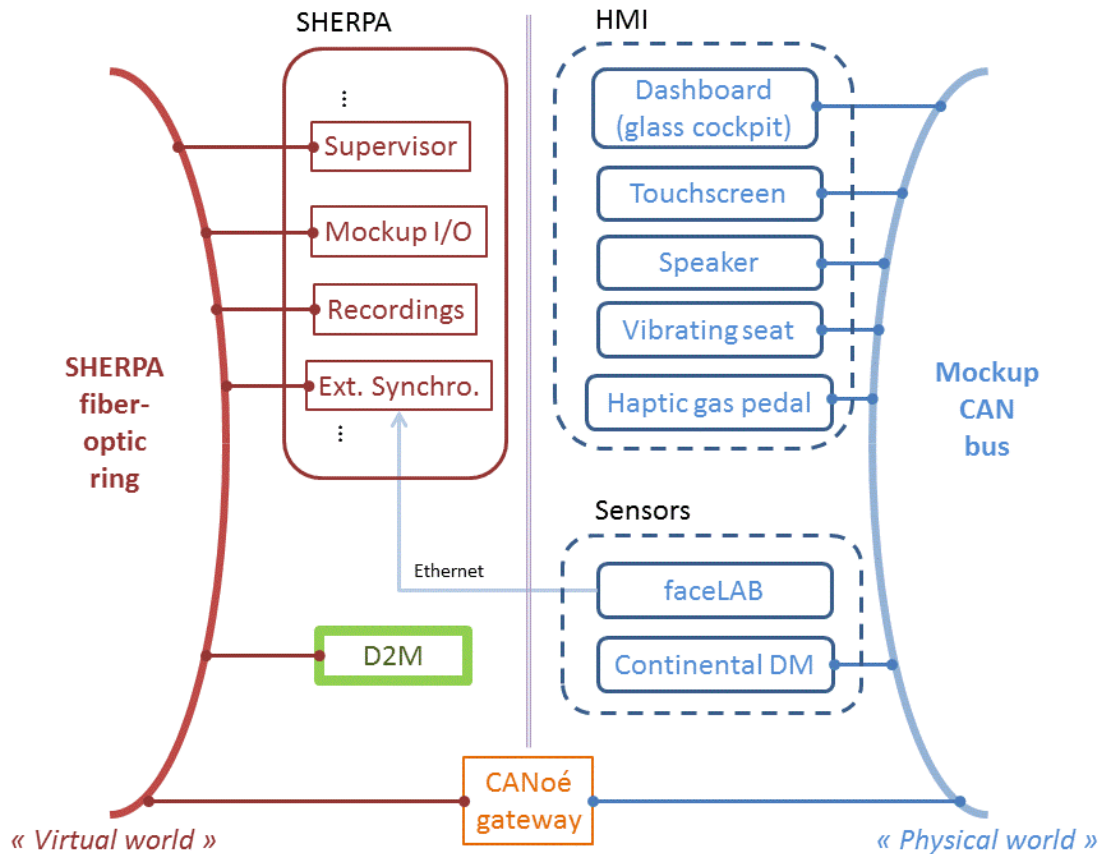 SHERPA
⋮
Supervisor
Mockup I/O
Recordings
Ext. Synchro.
⋮
SHERPA
fiber-
optic
ring
HMI
Dashboard
(glass cockpit)
Touchscreen
Speaker
Vibrating seat
Haptic gas pedal
Mockup
CAN
bus
Sensors
Ethernet
faceLAB
Continental DM
D2M
CANoé
gateway
« Virtual world »
« Physical world »